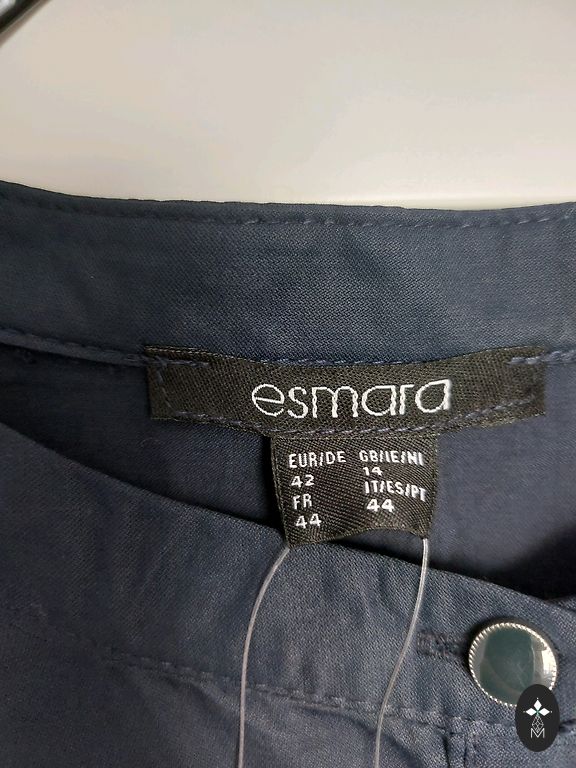 esmara
EUR/DE GB/IE/NI
42 14
FR IT/ES/PT
44 44
M